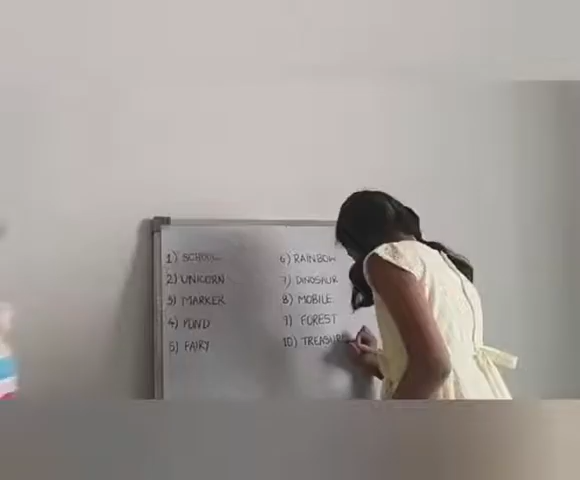 1) SCHOOL
2) UNICORN
3) MARKER
4) POND
5) FAIRY
6) RAINBOW
7) DINOSAUR
8) MOBILE
9) FOREST
10) TREASUR